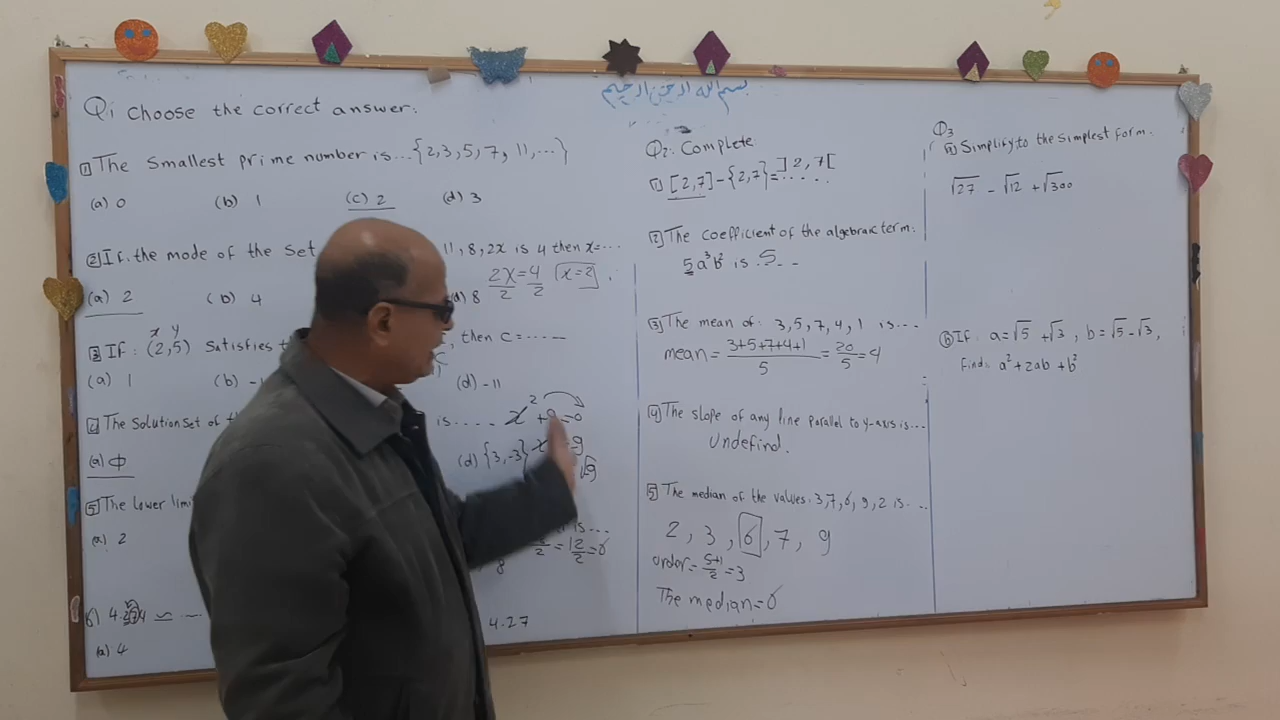 بسم الله الرحمن الرحيم
Q1 Choose the correct answer:
1 The smallest prime number is...{2,3,5,7,11,...}
(a) 0 (b) 1 (c) 2 (d) 3
2 If the mode of the set 11, 8, 2x is 4 then x=...
2x/2 = 4/2 x=2
(a) 2 (b) 4 (d) 8
x y
3 If: (2,5) satisfies then c=......
(a) 1 (b) (d) -11
4 The solution set of is.... x² + 9 = 0
(a) ϕ (d) {3,-3}
5 The lower limi is...
(a) 2 = 12/2 = 6
8
6 ≃ 4.27
(a) 4
Q2: Complete
1 [2,7]-{2,7}=]2,7[
2 The coefficient of the algebraic term:
5a³b² is .5..
3 The mean of: 3,5,7,4,1 is...
mean = 3+5+7+4+1/5 = 20/5 = 4
4 The slope of any line parallel to y-axis is...
Undefind.
5 The median of the values: 3,7,6,9,2 is...
2, 3, 6, 7, 9
order = 5+1/2 = 3
The median = 6
Q3
a Simplify to the simplest form:
√27 - √12 + √300
b If a=√5 + √3, b=√5-√3,
find: a²+2ab+b²